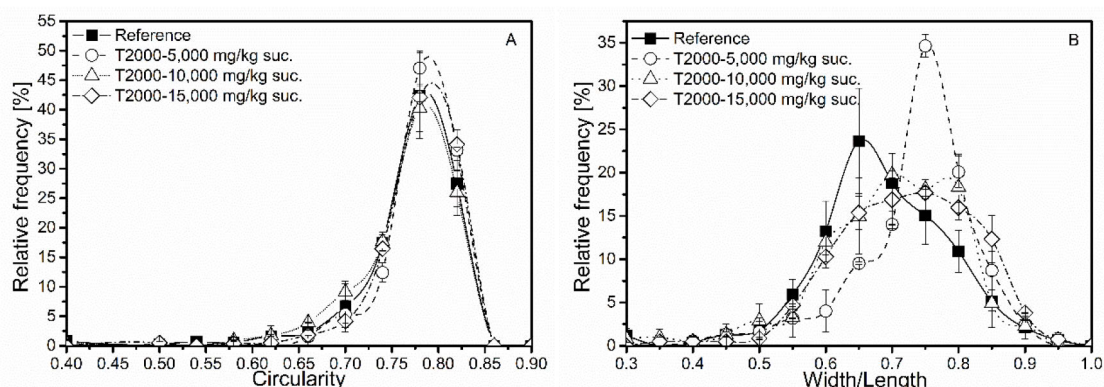 A
Reference
T2000-5,000 mg/kg suc.
T2000-10,000 mg/kg suc.
T2000-15,000 mg/kg suc.
Relative frequency [%]
55
50
45
40
35
30
25
20
15
10
5
0
0.40 0.45 0.50 0.55 0.60 0.65 0.70 0.75 0.80 0.85 0.90
Circularity
B
Reference
T2000-5,000 mg/kg suc.
T2000-10,000 mg/kg suc.
T2000-15,000 mg/kg suc.
Relative frequency [%]
35
30
25
20
15
10
5
0
0.3 0.4 0.5 0.6 0.7 0.8 0.9 1.0
Width/Length